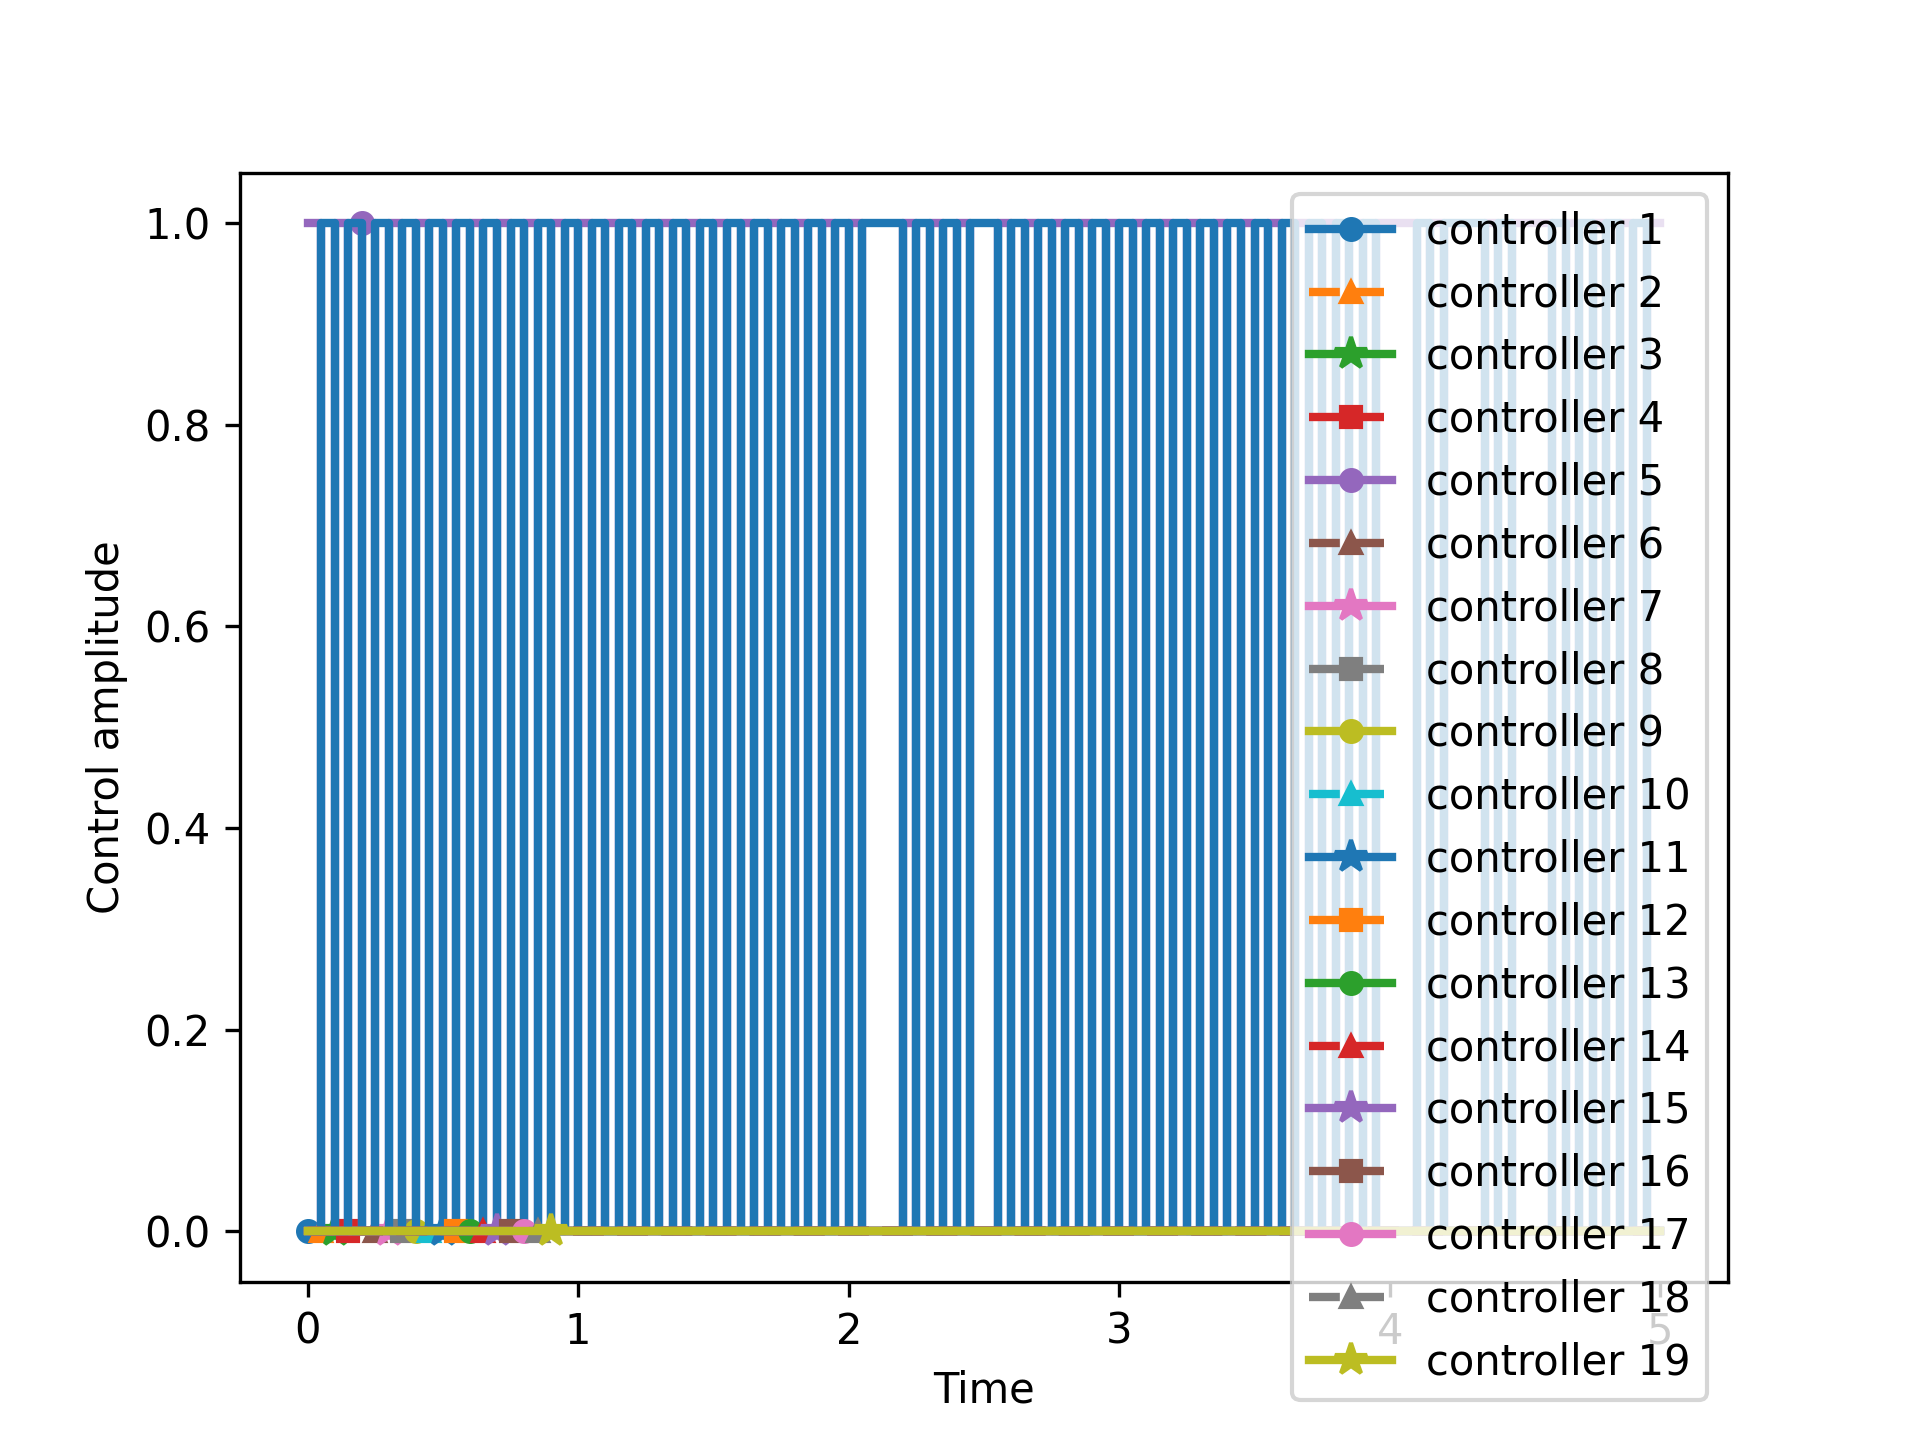 Control amplitude
1.0
0.8
0.6
0.4
0.2
0.0
0
1
2
3
4
5
Time
controller 1
controller 2
controller 3
controller 4
controller 5
controller 6
controller 7
controller 8
controller 9
controller 10
controller 11
controller 12
controller 13
controller 14
controller 15
controller 16
controller 17
controller 18
controller 19